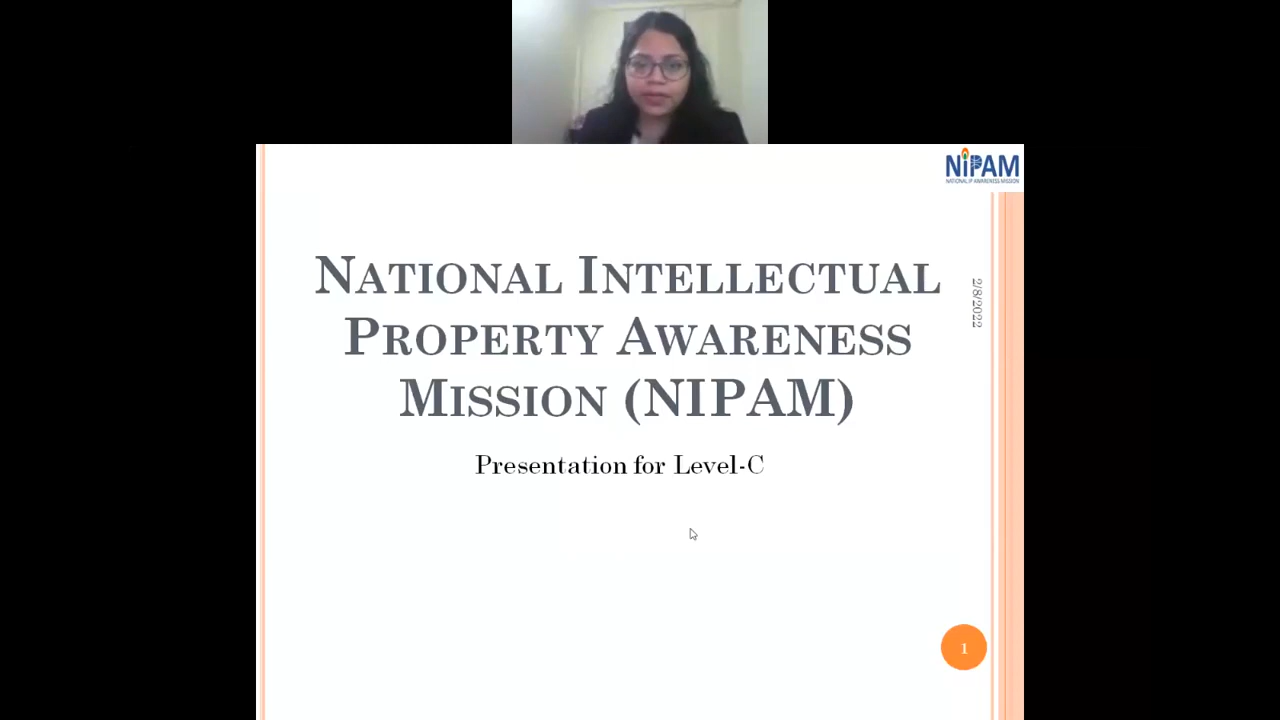 NiPAM
NATIONAL IP AWARENESS MISSION
NATIONAL INTELLECTUAL
PROPERTY AWARENESS
MISSION (NIPAM)
Presentation for Level-C
2/8/2022
1